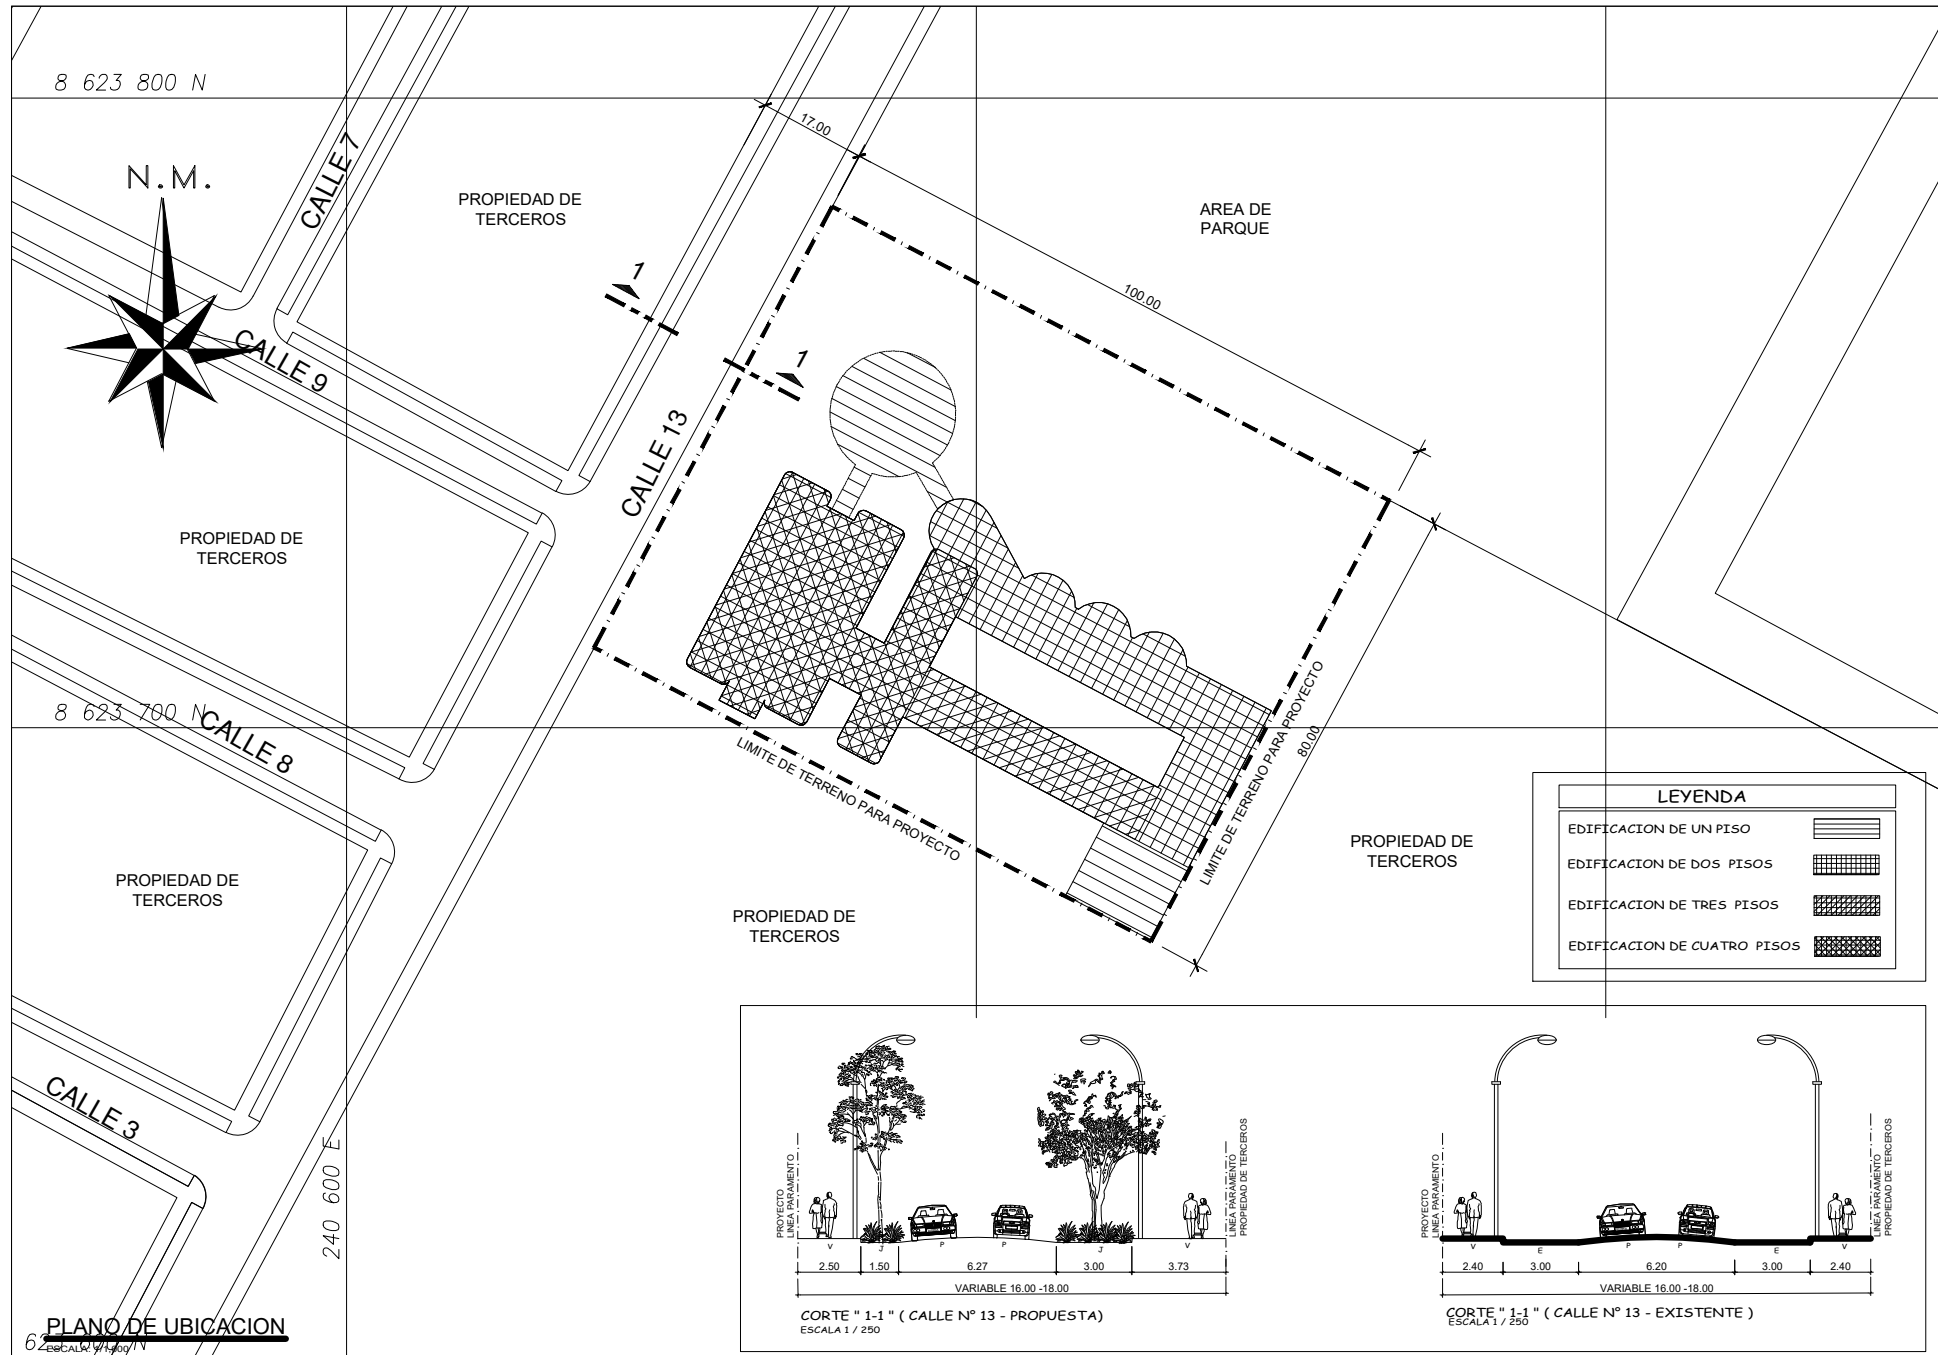 8 623 800 N
N.M.
CALLE 7
PROPIEDAD DE
TERCEROS
17.00
AREA DE
PARQUE
100.00
1
1
CALLE 9
CALLE 13
PROPIEDAD DE
TERCEROS
8 623 700 N
CALLE 8
LIMITE DE TERRENO PARA PROYECTO
LIMITE DE TERRENO PARA PROYECTO
80.00
PROPIEDAD DE
TERCEROS
PROPIEDAD DE
TERCEROS
PROPIEDAD DE
TERCEROS
CALLE 3
240 600 E
LEYENDA
EDIFICACION DE UN PISO
EDIFICACION DE DOS PISOS
EDIFICACION DE TRES PISOS
EDIFICACION DE CUATRO PISOS
PROYECTO
LINEA PARAMENTO
LINEA PARAMENTO
PROPIEDAD DE TERCEROS
V J P P J V
2.50 1.50 6.27 3.00 3.73
VARIABLE 16.00 -18.00
CORTE " 1-1 " ( CALLE N° 13 - PROPUESTA)
ESCALA 1 / 250
PROYECTO
LINEA PARAMENTO
LINEA PARAMENTO
PROPIEDAD DE TERCEROS
V E P P E V
2.40 3.00 6.20 3.00 2.40
VARIABLE 16.00 -18.00
CORTE " 1-1 " ( CALLE N° 13 - EXISTENTE )
ESCALA 1 / 250
PLANO DE UBICACION
ESCALA: 1/1,000